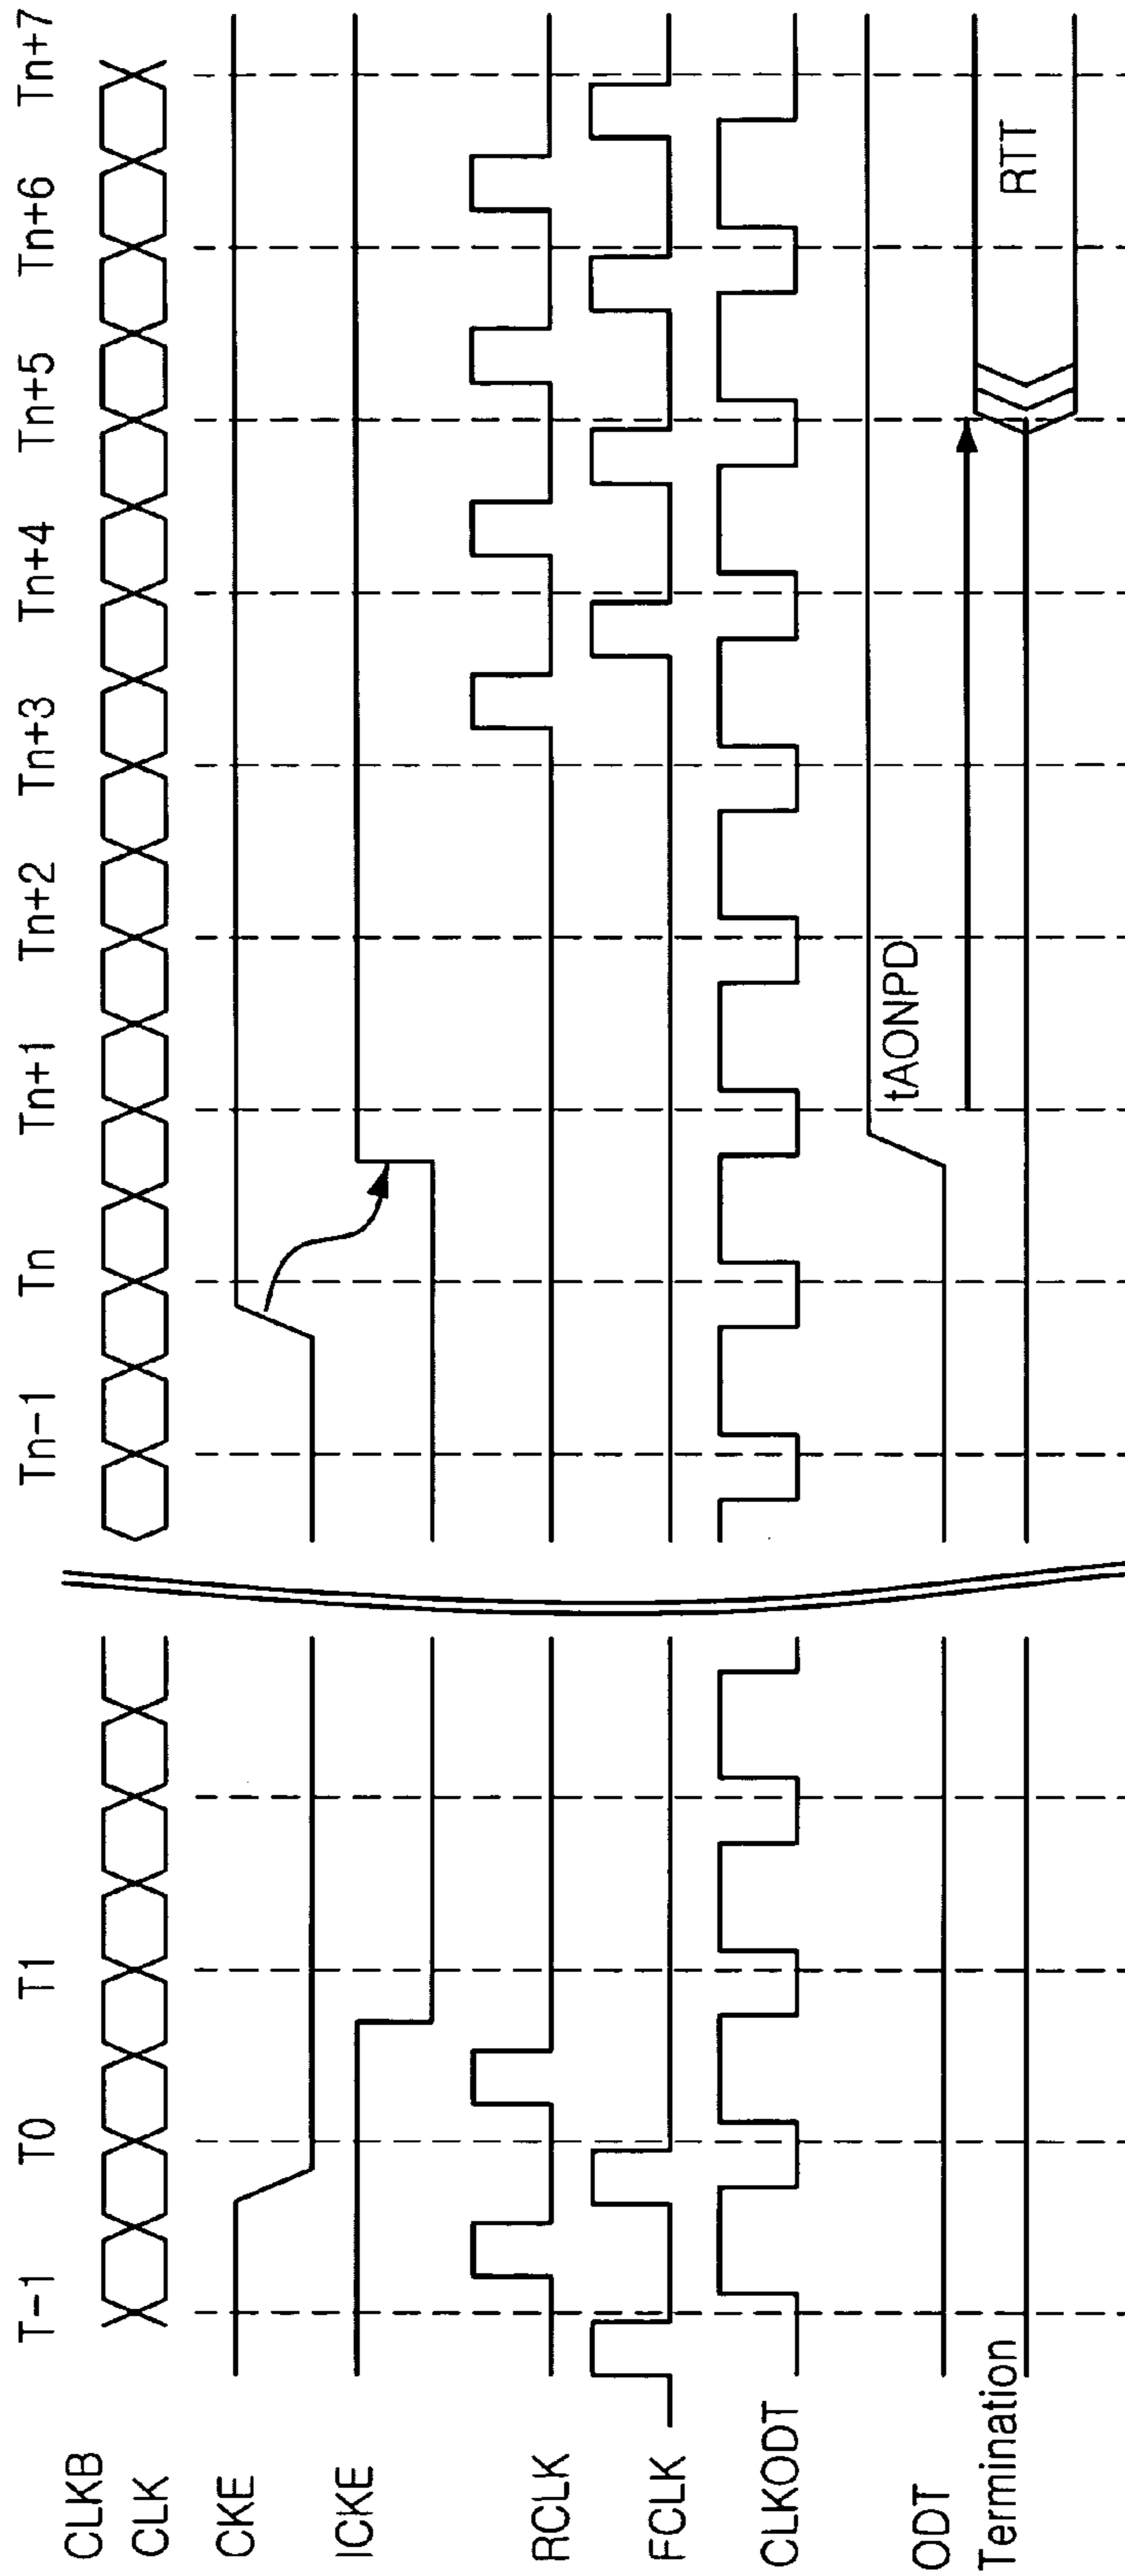 T-1 T0 T1 Tn-1 Tn Tn+1 Tn+2 Tn+3 Tn+4 Tn+5 Tn+6 Tn+7
CLKB
CLK
CKE
ICKE
RCLK
FCLK
CLKODT
ODT
tAONPD
Termination
RTT